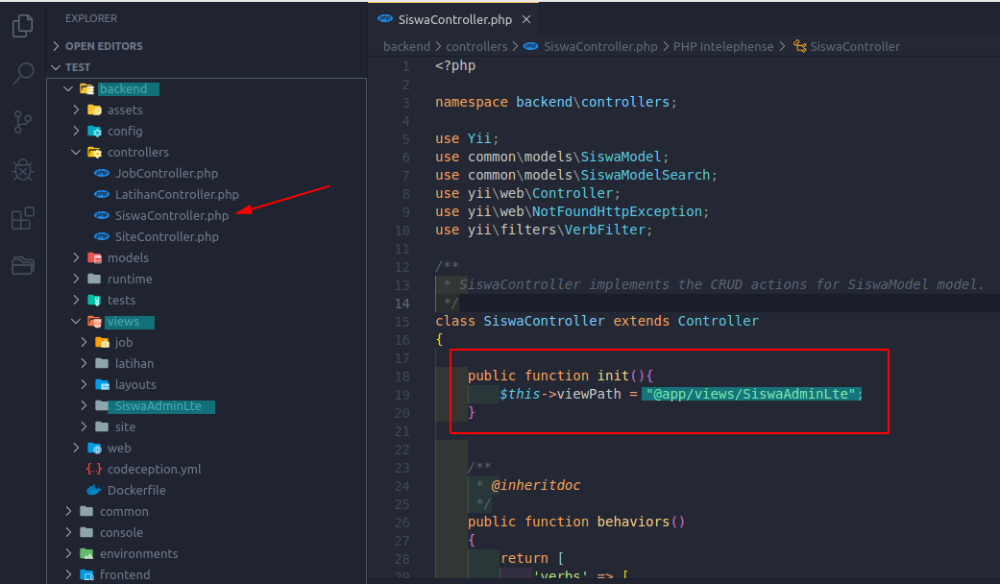 EXPLORER
OPEN EDITORS
TEST
backend
assets
config
controllers
JobController.php
LatihanController.php
SiswaController.php
SiteController.php
models
runtime
tests
views
job
latihan
layouts
SiswaAdminLte
site
web
codeception.yml
Dockerfile
common
console
environments
frontend
SiswaController.php ×
backend > controllers > SiswaController.php > PHP Intelephense > SiswaController
1 <?php
2
3 namespace backend\controllers;
4
5 use Yii;
6 use common\models\SiswaModel;
7 use common\models\SiswaModelSearch;
8 use yii\web\Controller;
9 use yii\web\NotFoundHttpException;
10 use yii\filters\VerbFilter;
11
12 /**
13 * SiswaController implements the CRUD actions for SiswaModel model.
14 */
15 class SiswaController extends Controller
16 {
17
18 public function init(){
19 $this->viewPath = "@app/views/SiswaAdminLte";
20 }
21
22
23 /**
24 * @inheritdoc
25 */
26 public function behaviors()
27 {
28 return [
29 'verbs' => [